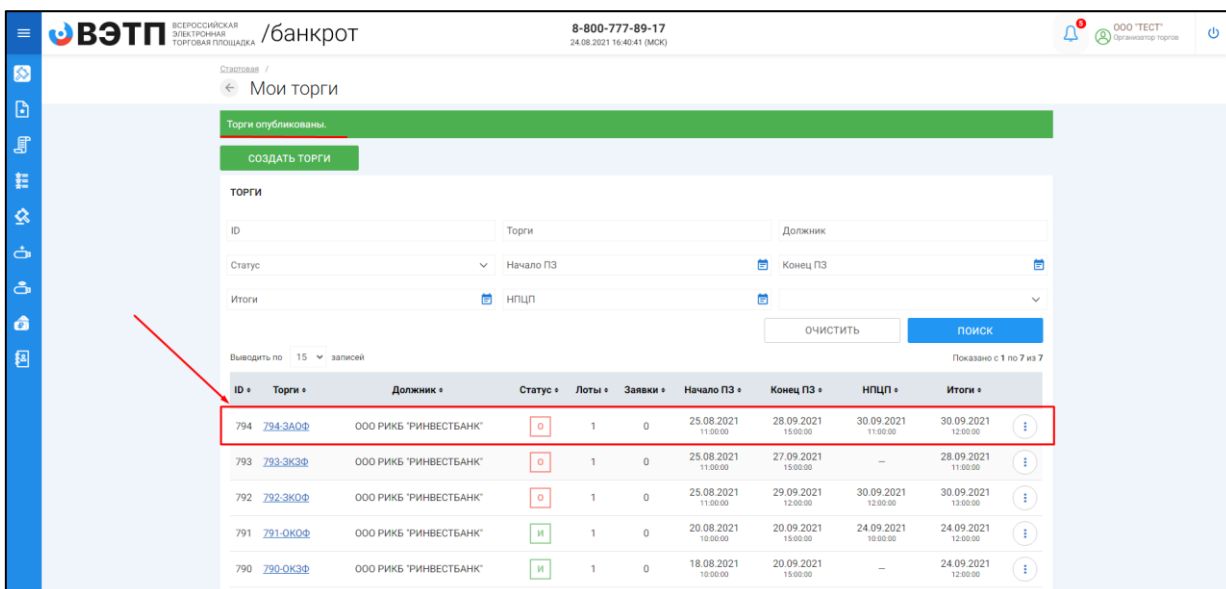 ВЭТП ВСЕРОССИЙСКАЯ ЭЛЕКТРОННАЯ ТОРГОВАЯ ПЛОЩАДКА /банкрот
8-800-777-89-17
24.08.2021 16:40:41 (МСК)
5
ООО "ТЕСТ"
Организатор торгов
Стартовая /
Мои торги
Торги опубликованы.
СОЗДАТЬ ТОРГИ
ТОРГИ
ID Торги Должник
Статус Начало ПЗ Конец ПЗ
Итоги НПЦП
ОЧИСТИТЬ ПОИСК
Выводить по 15 записей Показано с 1 по 7 из 7
ID Торги Должник Статус Лоты Заявки Начало ПЗ Конец ПЗ НПЦП Итоги
794 794-ЗАОФ ООО РИКБ "РИНВЕСТБАНК" О 1 0 25.08.2021 28.09.2021 30.09.2021 30.09.2021
11:00:00 15:00:00 11:00:00 12:00:00
793 793-ЗКЗФ ООО РИКБ "РИНВЕСТБАНК" О 1 0 25.08.2021 27.09.2021 — 28.09.2021
11:00:00 15:00:00 11:00:00
792 792-ЗКОФ ООО РИКБ "РИНВЕСТБАНК" О 1 0 25.08.2021 29.09.2021 30.09.2021 30.09.2021
11:00:00 12:00:00 12:00:00 13:00:00
791 791-ОКОФ ООО РИКБ "РИНВЕСТБАНК" И 1 0 20.08.2021 20.09.2021 24.09.2021 24.09.2021
10:00:00 15:00:00 10:00:00 12:00:00
790 790-ОКЗФ ООО РИКБ "РИНВЕСТБАНК" И 1 0 18.08.2021 20.09.2021 — 24.09.2021
10:00:00 15:00:00 12:00:00